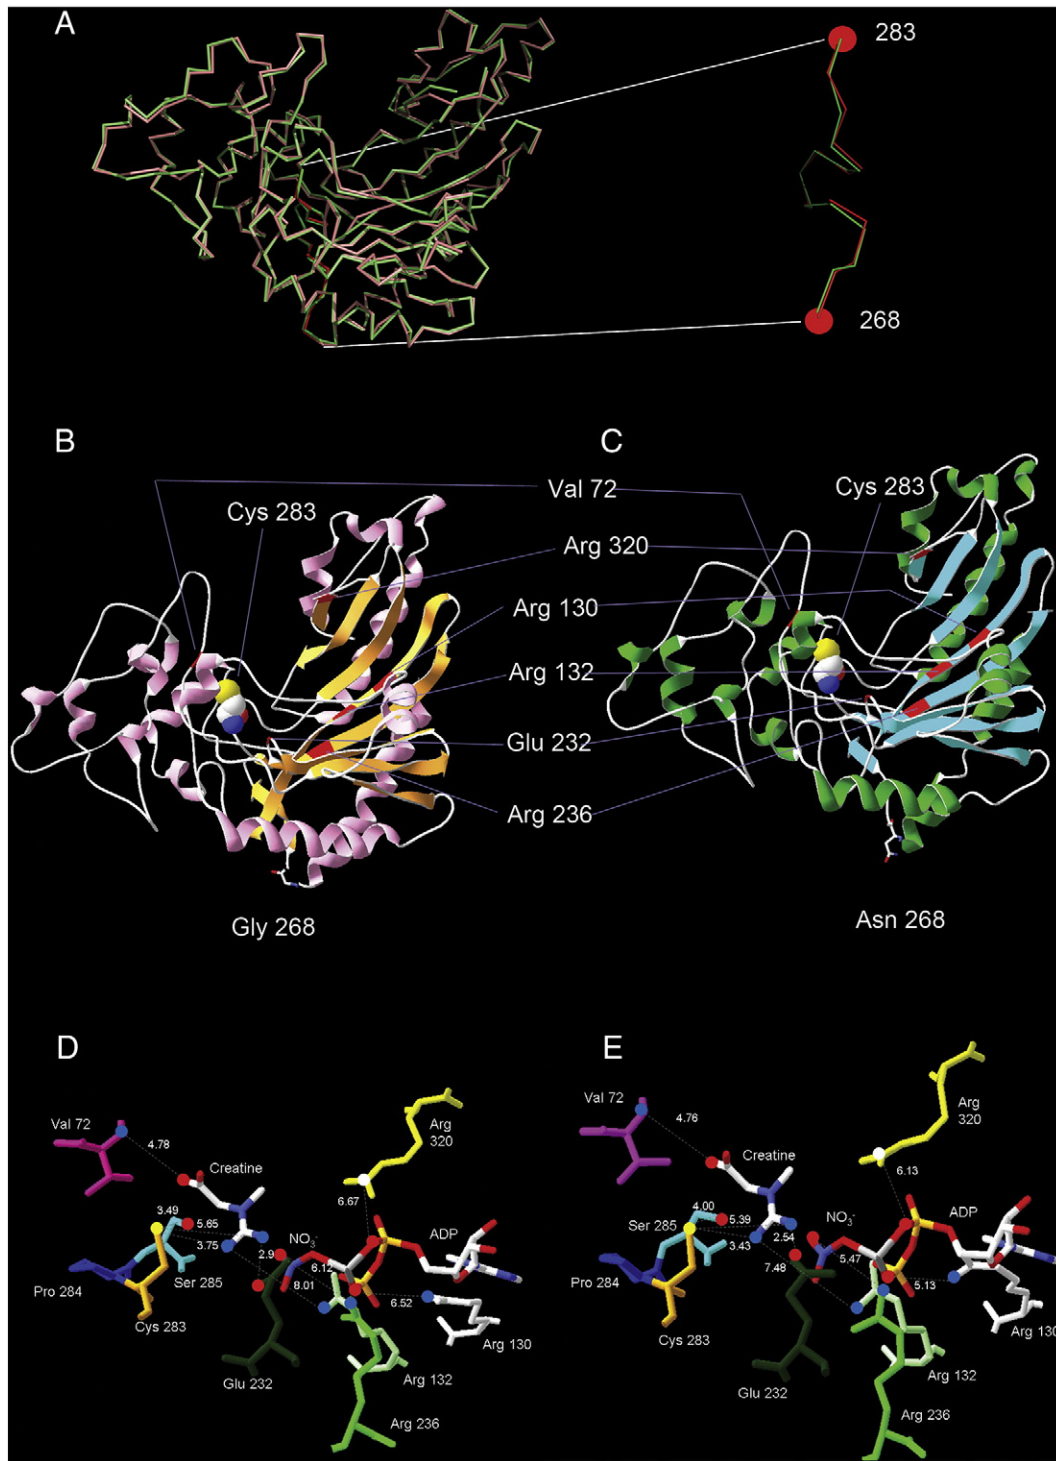 A
283
268
B
C
Val 72
Cys 283
Cys 283
Arg 320
Arg 130
Arg 132
Glu 232
Arg 236
Gly 268
Asn 268
D
Val 72
4.78
Creatine
Arg
320
6.67
3.49
5.65
3.75
2.9
NO3-
ADP
6.12
8.01
6.52
Ser 285
Pro 284
Cys 283
Glu 232
Arg 130
Arg 132
Arg 236
E
Val 72
4.76
Creatine
Arg
320
6.13
4.00
5.39
Ser 285
3.43
2.54
NO3-
ADP
7.48
5.47
5.13
Pro 284
Cys 283
Glu 232
Arg 130
Arg 132
Arg 236